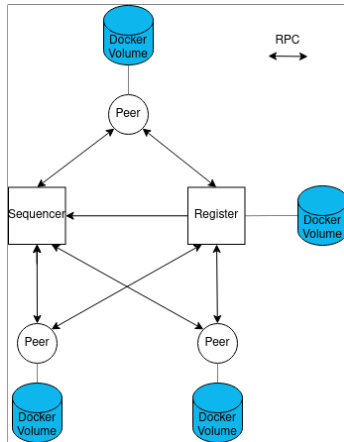 Docker
Volume
RPC
Peer
Sequencer
Register
Docker
Volume
Peer
Peer
Docker
Volume
Docker
Volume